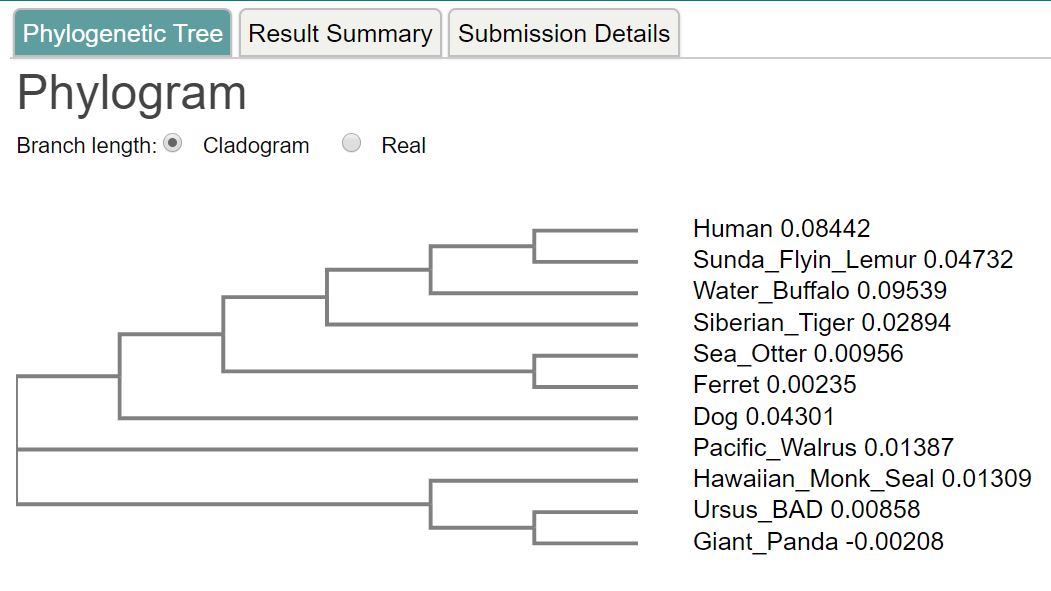 Phylogenetic Tree Result Summary Submission Details
Phylogram
Branch length: Cladogram Real
Human 0.08442
Sunda_Flyin_Lemur 0.04732
Water_Buffalo 0.09539
Siberian_Tiger 0.02894
Sea_Otter 0.00956
Ferret 0.00235
Dog 0.04301
Pacific_Walrus 0.01387
Hawaiian_Monk_Seal 0.01309
Ursus_BAD 0.00858
Giant_Panda -0.00208